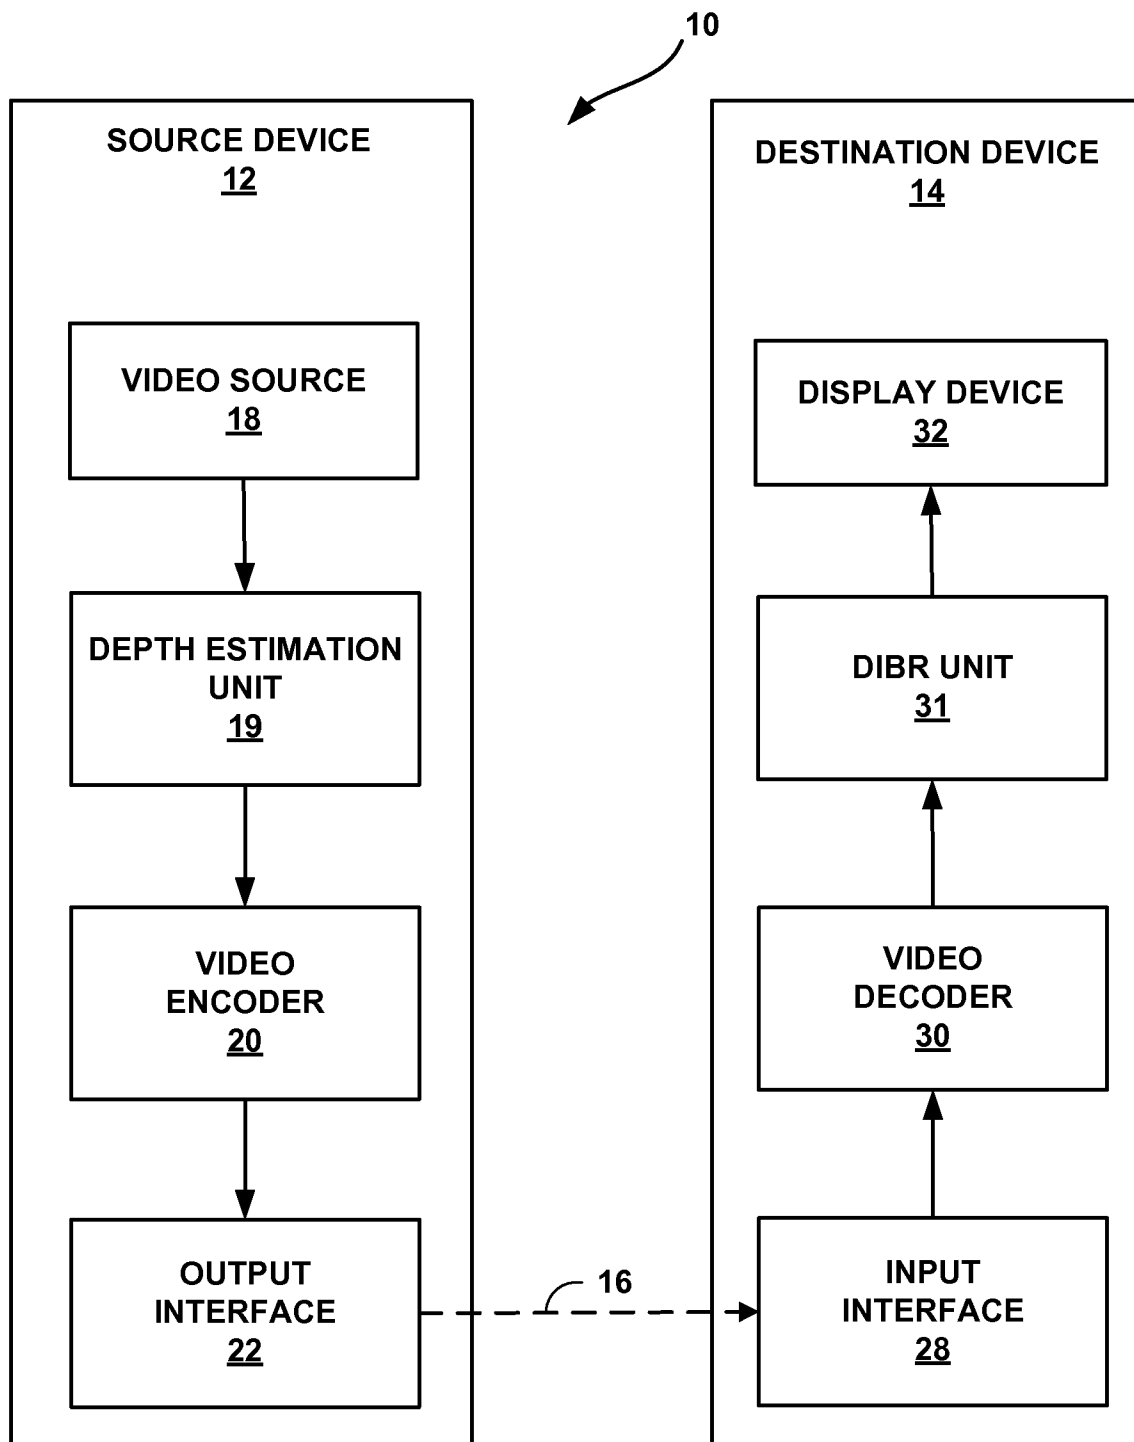 10
SOURCE DEVICE
12
VIDEO SOURCE
18
DEPTH ESTIMATION
UNIT
19
VIDEO
ENCODER
20
OUTPUT
INTERFACE
22
16
DESTINATION DEVICE
14
DISPLAY DEVICE
32
DIBR UNIT
31
VIDEO
DECODER
30
INPUT
INTERFACE
28